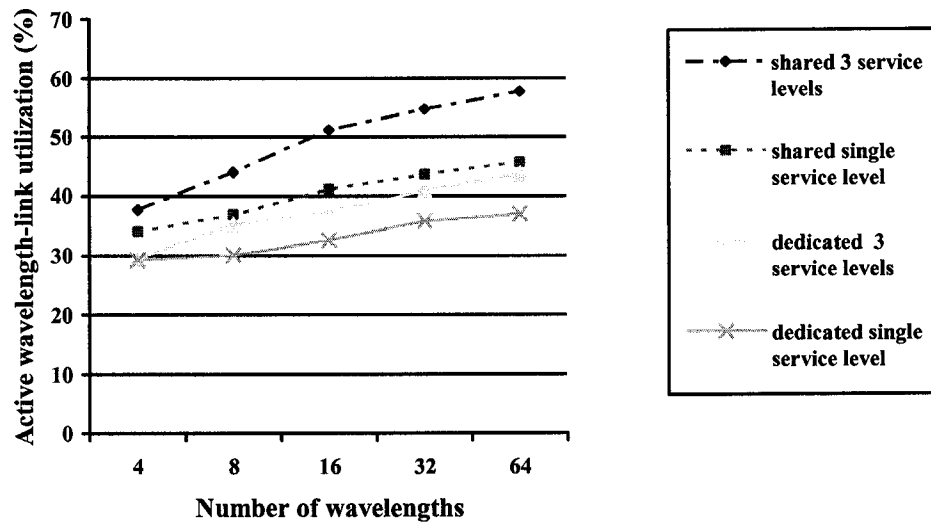 Active wavelength-link utilization (%)
70
60
50
40
30
20
10
0
4 8 16 32 64
Number of wavelengths
shared 3 service
levels
shared single
service level
dedicated 3
service levels
dedicated single
service level